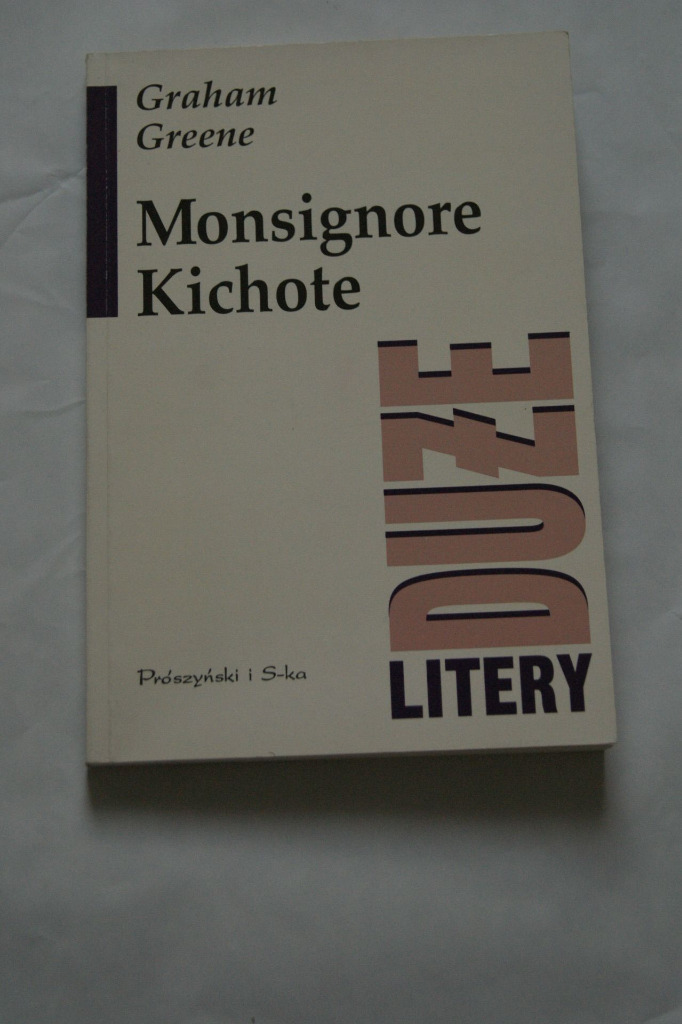 Graham
Greene
Monsignore
Kichote
DUŻE
LITERY
Prószyński i S-ka